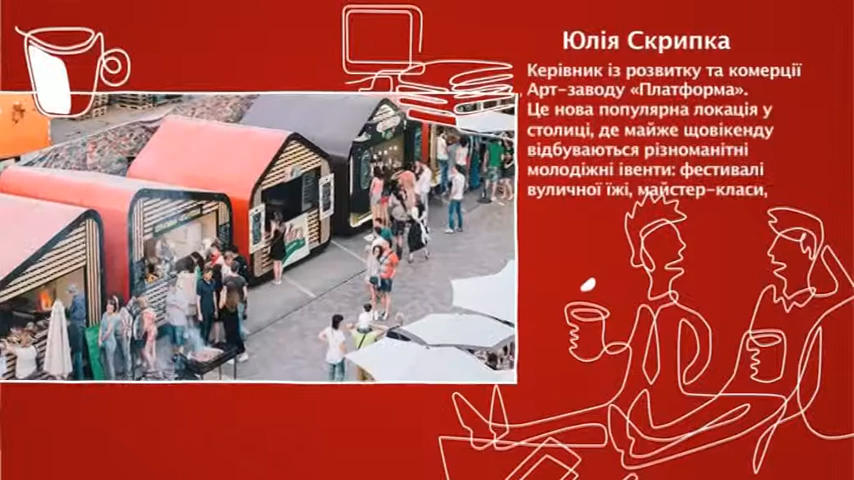 Юлія Скрипка
Керівник із розвитку та комерції
Арт-заводу «Платформа».
Це нова популярна локація у
столиці, де майже щовікенду
відбуваються різноманітні
молодіжні івенти: фестивалі
вуличної їжі, майстер-класи,